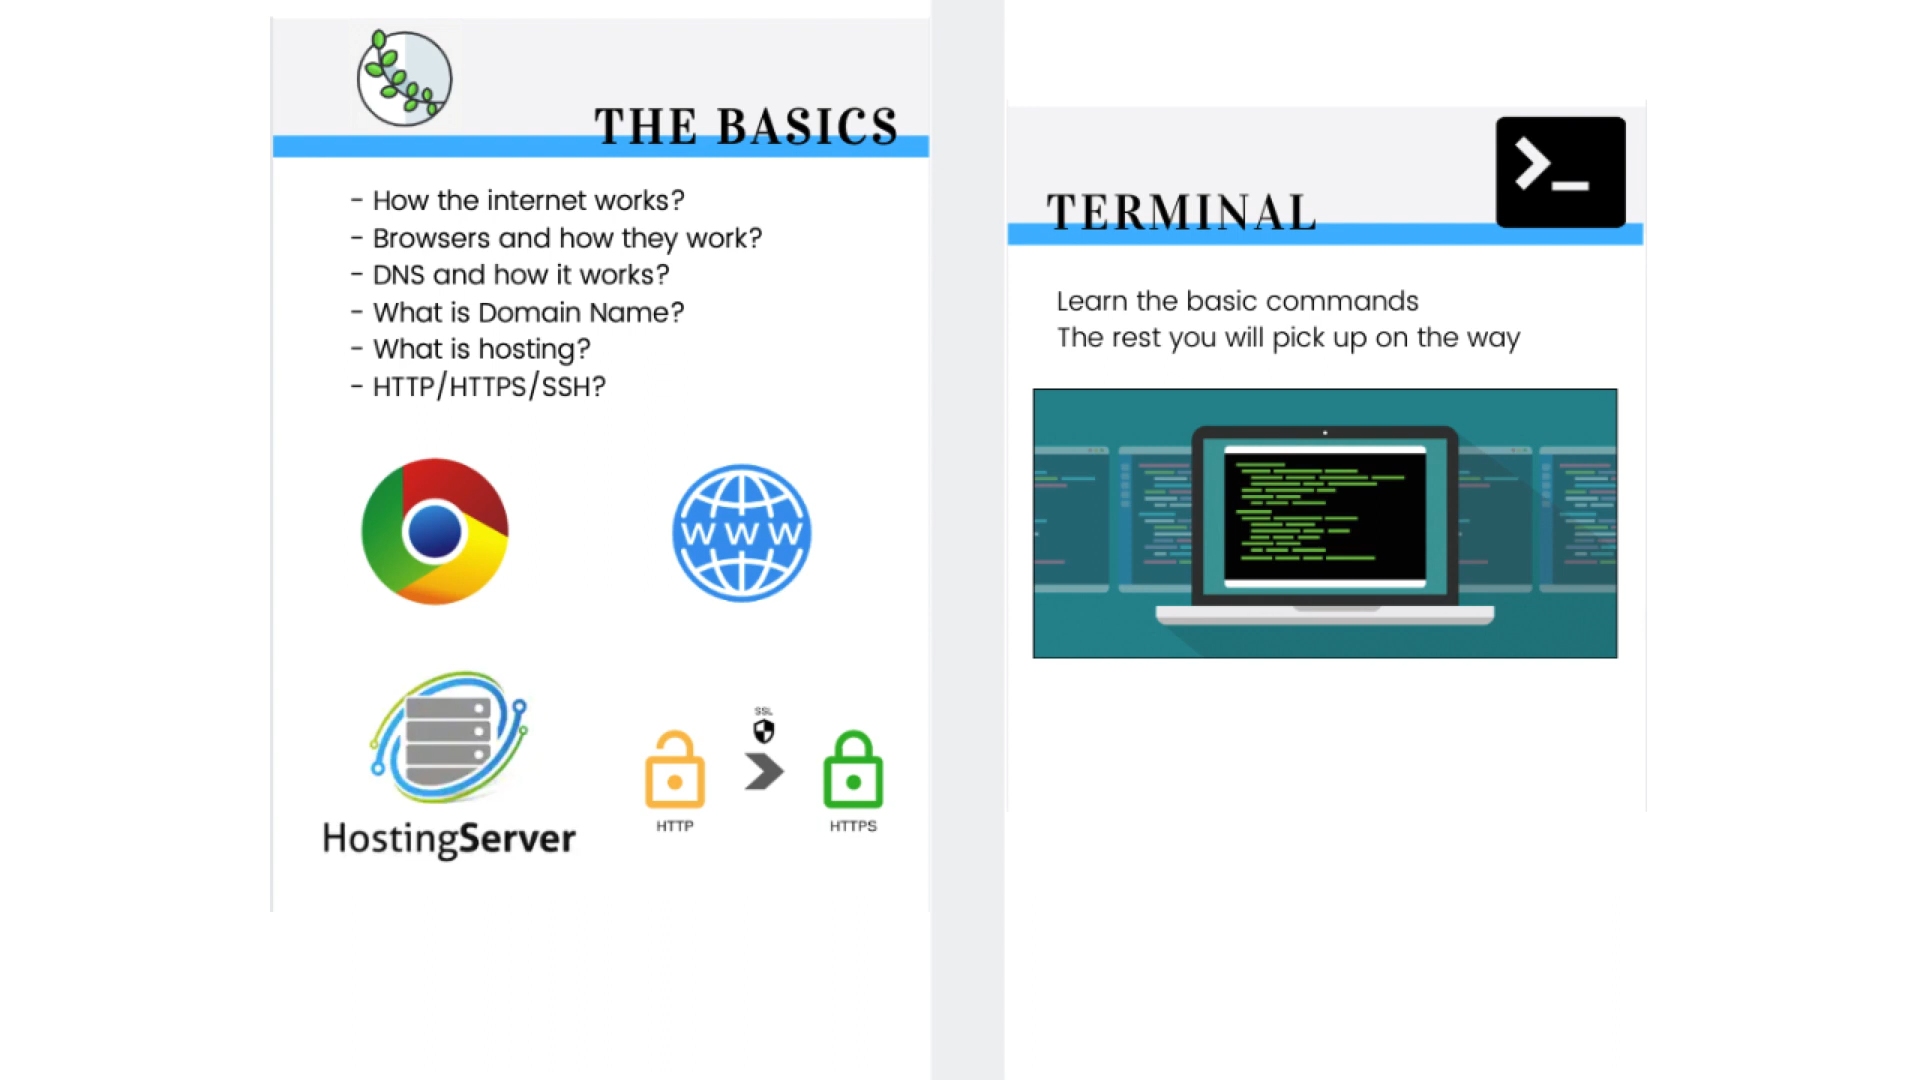 THE BASICS
- How the internet works?
- Browsers and how they work?
- DNS and how it works?
- What is Domain Name?
- What is hosting?
- HTTP/HTTPS/SSH?
WWW
HostingServer
SSL
HTTP
HTTPS
TERMINAL
Learn the basic commands
The rest you will pick up on the way